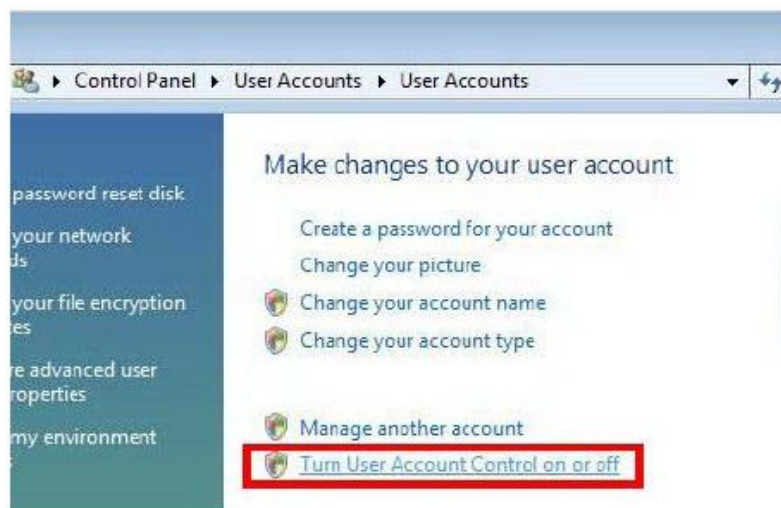 Control Panel ▸ User Accounts ▸ User Accounts
password reset disk
your network
ds
your file encryption
es
re advanced user
roperties
my environment
Make changes to your user account
Create a password for your account
Change your picture
Change your account name
Change your account type
Manage another account
Turn User Account Control on or off